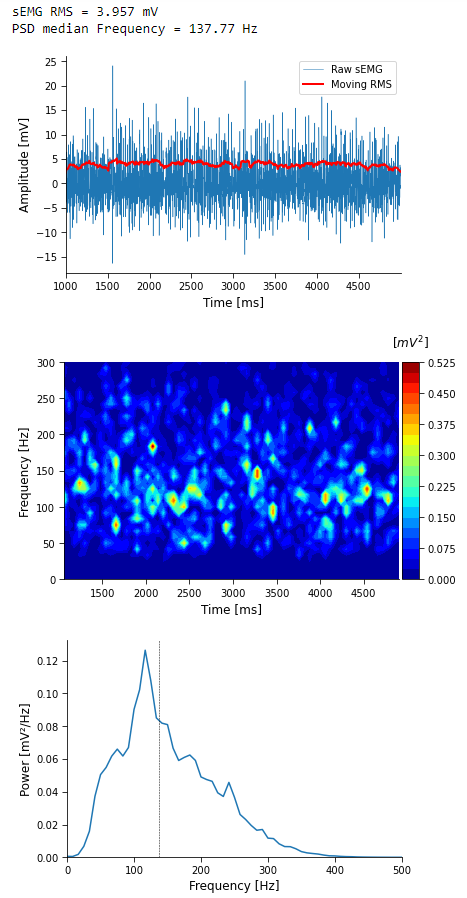 sEMG RMS = 3.957 mV
PSD median Frequency = 137.77 Hz
Raw sEMG
Moving RMS
Amplitude [mV]
25
20
15
10
5
0
−5
−10
−15
1000 1500 2000 2500 3000 3500 4000 4500
Time [ms]
[mV²]
Frequency [Hz]
300
250
200
150
100
50
0
0.525
0.450
0.375
0.300
0.225
0.150
0.075
0.000
1500 2000 2500 3000 3500 4000 4500
Time [ms]
Power [mV²/Hz]
0.12
0.10
0.08
0.06
0.04
0.02
0.00
0 100 200 300 400 500
Frequency [Hz]